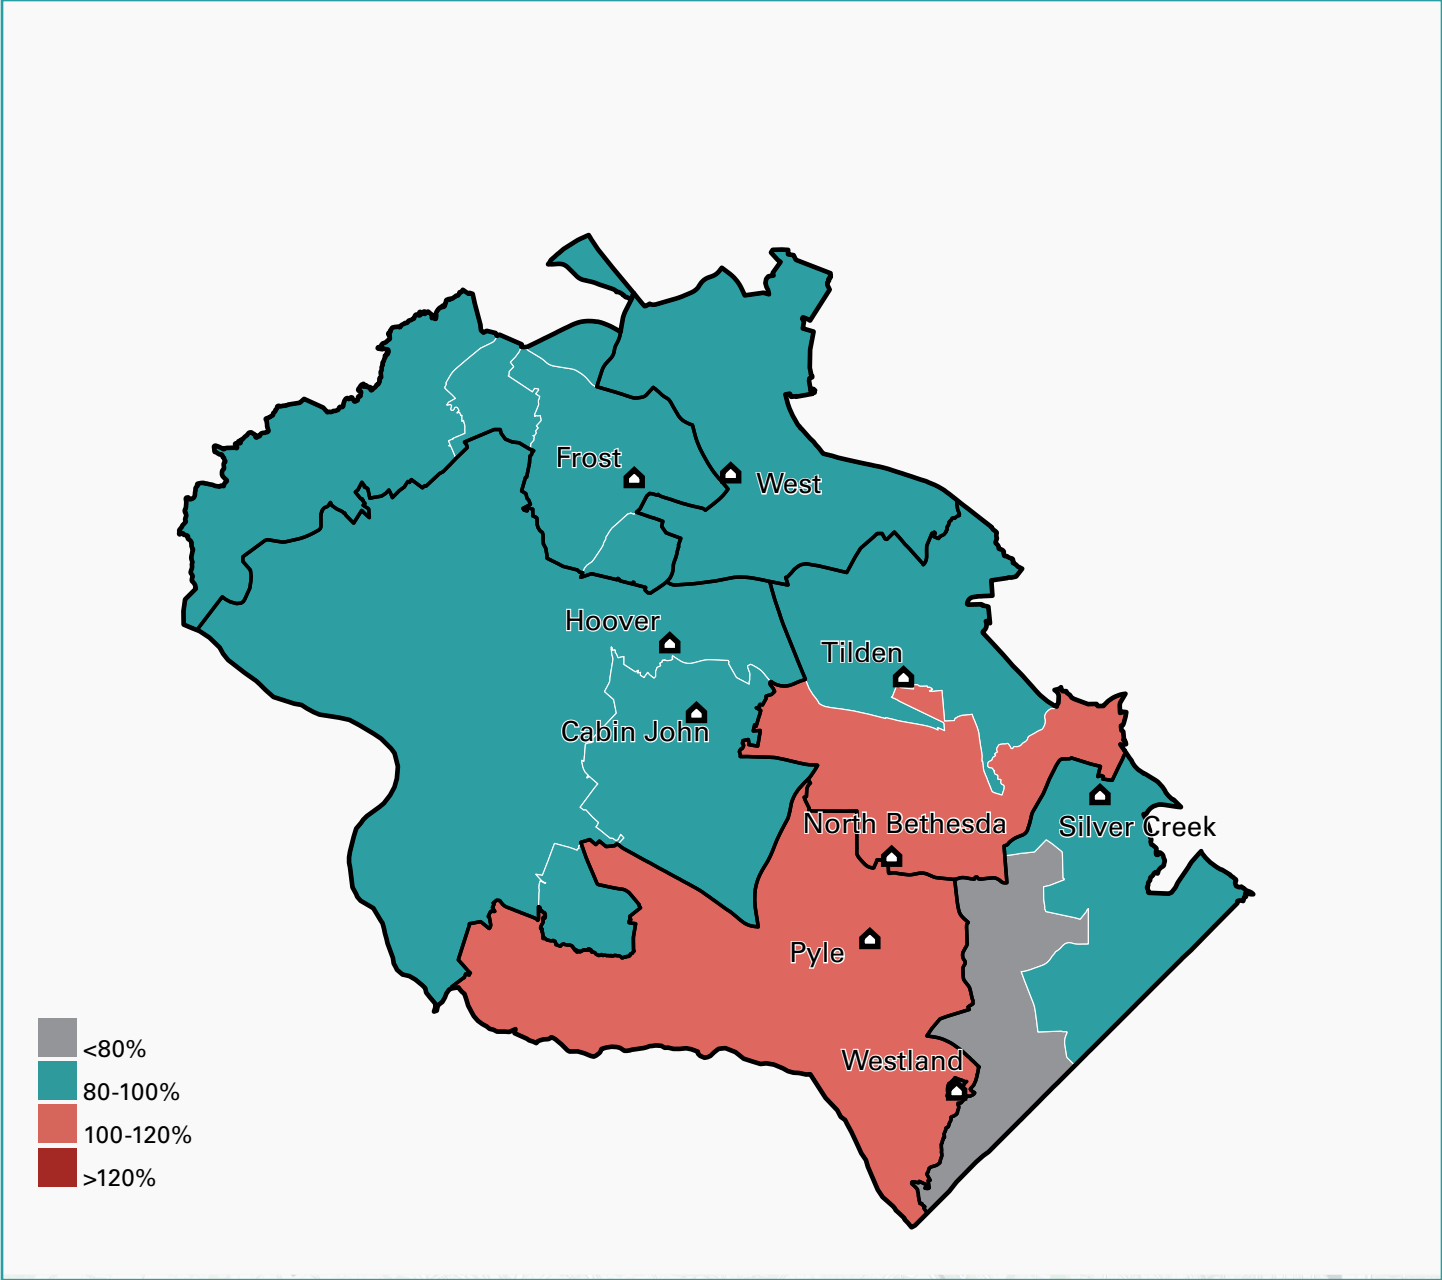 Frost
West
Hoover
Tilden
Cabin John
North Bethesda
Silver Creek
Pyle
Westland
<80%
80-100%
100-120%
>120%